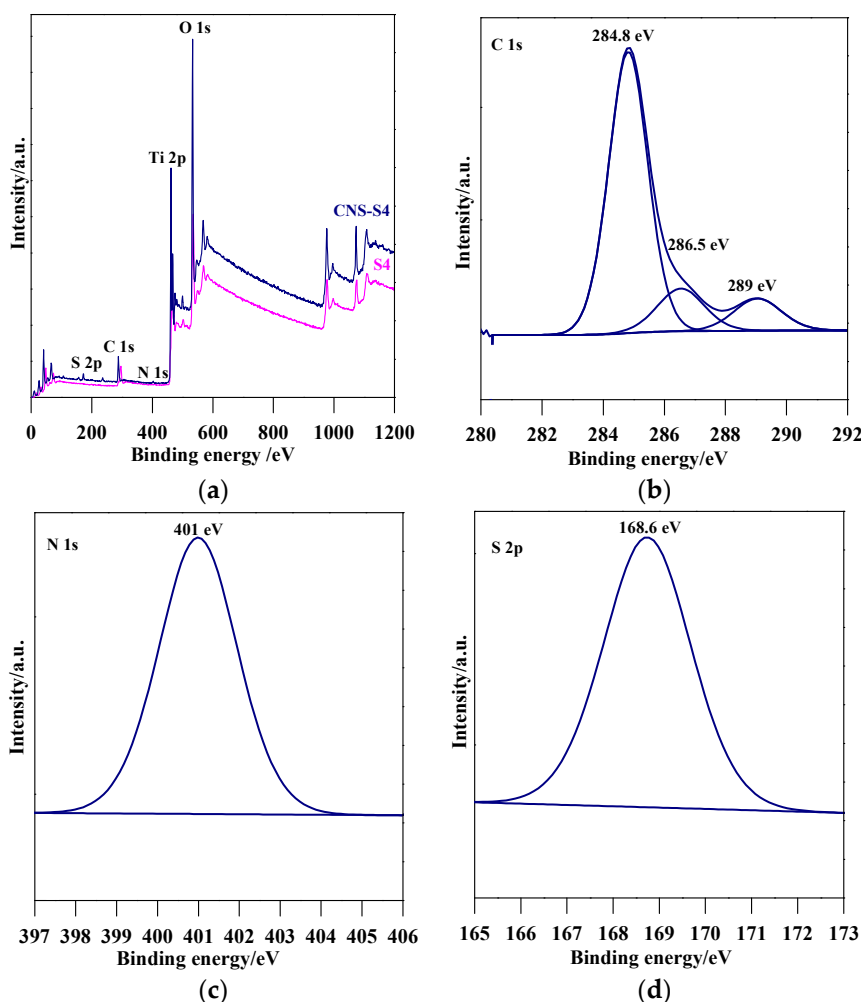 O 1s
Ti 2p
CNS-S4
S4
S 2p
C 1s
N 1s
Intensity/a.u.
0 200 400 600 800 1000 1200
Binding energy /eV
(a)
C 1s
284.8 eV
286.5 eV
289 eV
Intensity/a.u.
280 282 284 286 288 290 292
Binding energy/eV
(b)
N 1s
401 eV
Intensity/a.u.
397 398 399 400 401 402 403 404 405 406
Binding energy/eV
(c)
S 2p
168.6 eV
Intensity/a.u.
165 166 167 168 169 170 171 172 173
Binding energy/eV
(d)